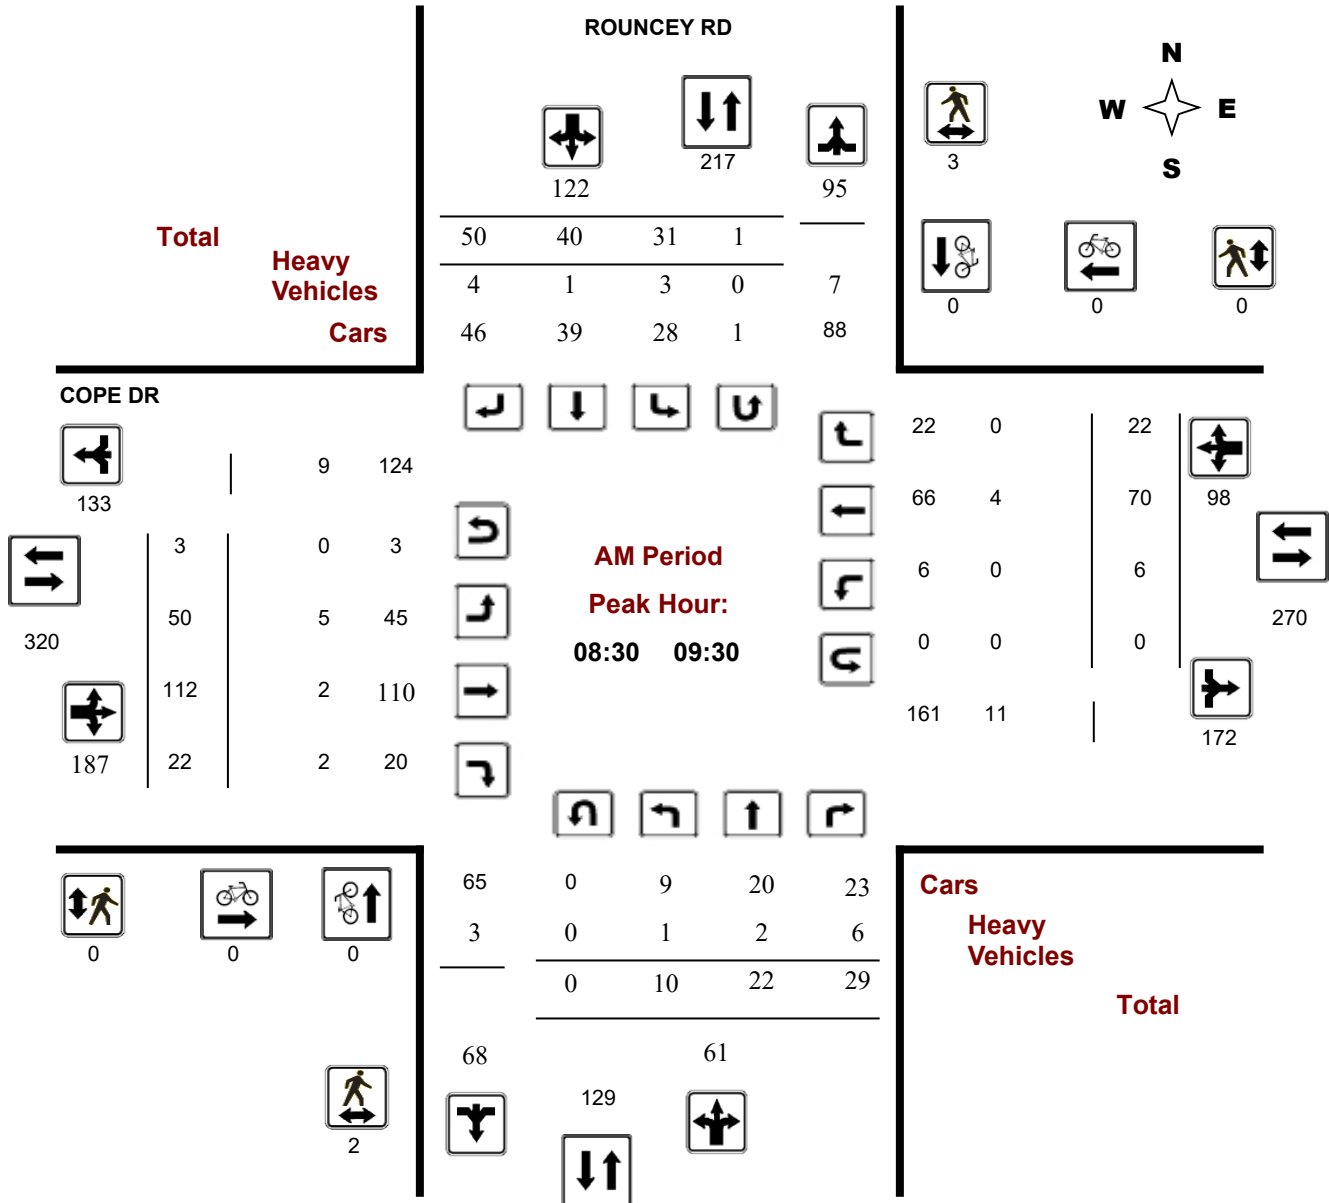 ROUNCEY RD
N
W E
S
217
3
122
95
Total
50 40 31 1
Heavy
Vehicles
4 1 3 0 7
0 0 0
Cars
46 39 28 1 88
COPE DR
22 0 22
9 124
133
66 4 70 98
3 0 3
AM Period
6 0 6
Peak Hour:
50 5 45
270
320
08:30 09:30
0 0 0
112 2 110
161 11
172
187 22 2 20
65 0 9 20 23
Cars
3 0 1 2 6
Heavy
Vehicles
0 0 0
0 10 22 29
Total
68 61
129
2